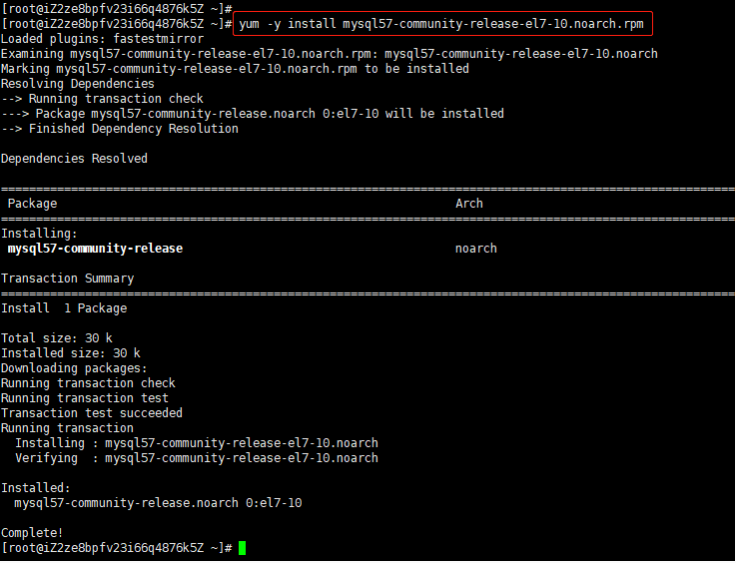 [root@iZ2ze8bpfv23i66q4876k5Z ~]#
[root@iZ2ze8bpfv23i66q4876k5Z ~]# yum -y install mysql57-community-release-el7-10.noarch.rpm
Loaded plugins: fastestmirror
Examining mysql57-community-release-el7-10.noarch.rpm: mysql57-community-release-el7-10.noarch
Marking mysql57-community-release-el7-10.noarch.rpm to be installed
Resolving Dependencies
--> Running transaction check
---> Package mysql57-community-release.noarch 0:el7-10 will be installed
--> Finished Dependency Resolution
Dependencies Resolved
================================================================================
Package Arch
================================================================================
Installing:
mysql57-community-release noarch
Transaction Summary
================================================================================
Install  1 Package
Total size: 30 k
Installed size: 30 k
Downloading packages:
Running transaction check
Running transaction test
Transaction test succeeded
Running transaction
Installing : mysql57-community-release-el7-10.noarch
Verifying  : mysql57-community-release-el7-10.noarch
Installed:
mysql57-community-release.noarch 0:el7-10
Complete!
[root@iZ2ze8bpfv23i66q4876k5Z ~]#